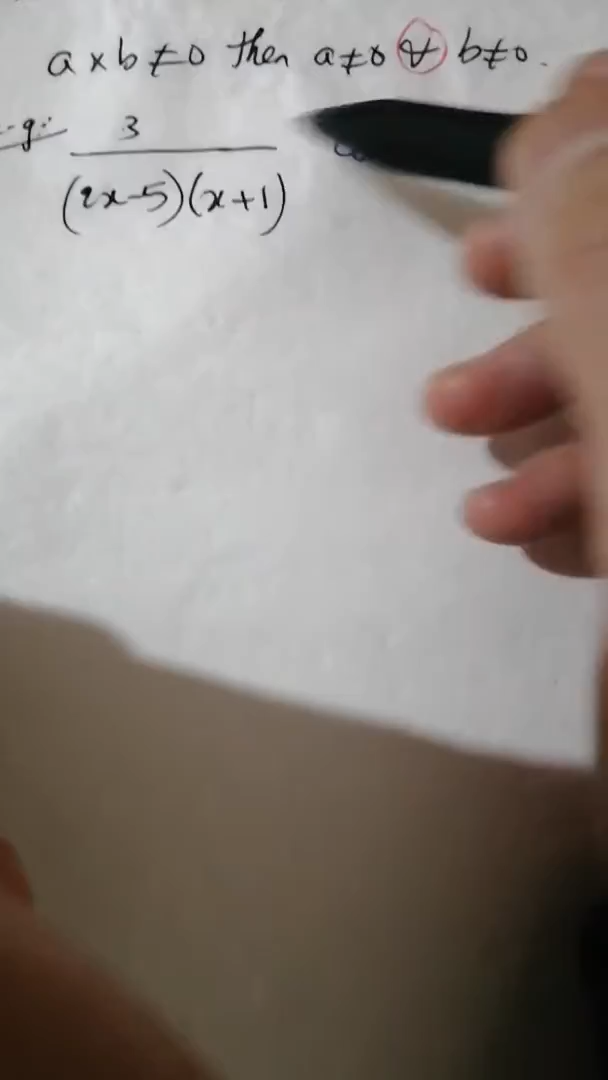 a × b ≠ 0 then a ≠ 0 ∀ b ≠ 0.
3
(2x-5)(x+1)